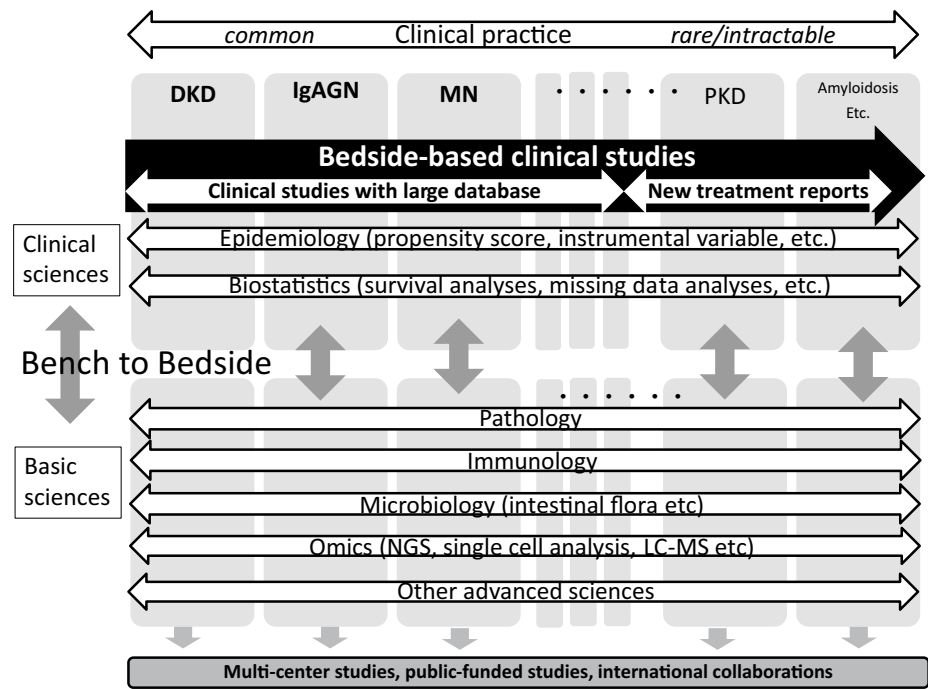 common Clinical practice rare/intractable
DKD IgAGN MN . . . . . . PKD Amyloidosis
Etc.
Bedside-based clinical studies
Clinical studies with large database New treatment reports
Clinical
sciences
Epidemiology (propensity score, instrumental variable, etc.)
Biostatistics (survival analyses, missing data analyses, etc.)
Bench to Bedside
. . . . . .
Pathology
Basic
sciences
Immunology
Microbiology (intestinal flora etc)
Omics (NGS, single cell analysis, LC-MS etc)
Other advanced sciences
Multi-center studies, public-funded studies, international collaborations